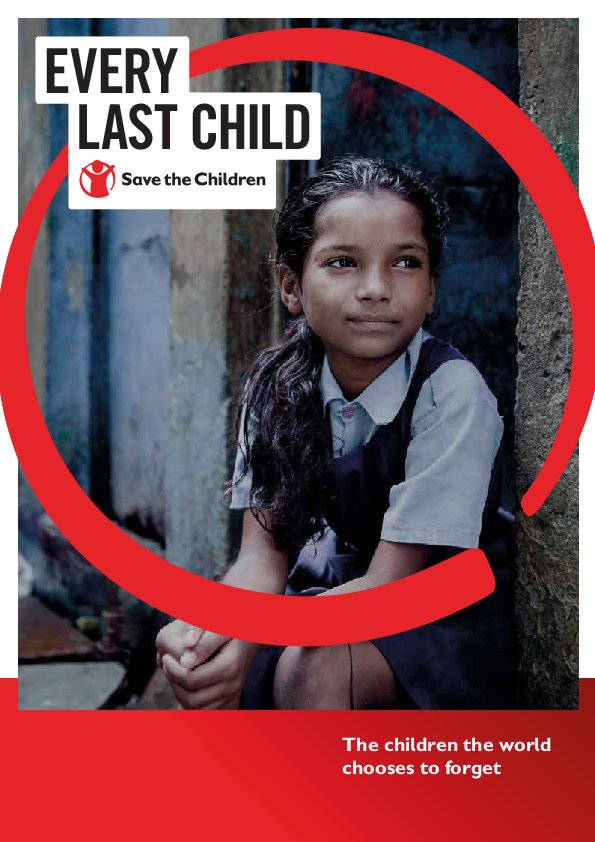 EVERY
LAST CHILD
Save the Children
The children the world
chooses to forget